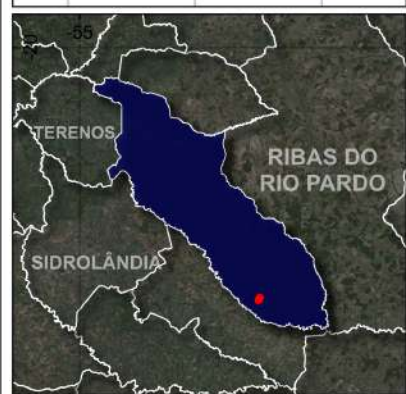 -55
-20
TERENOS
RIBAS DO
RIO PARDO
SIDROLÂNDIA